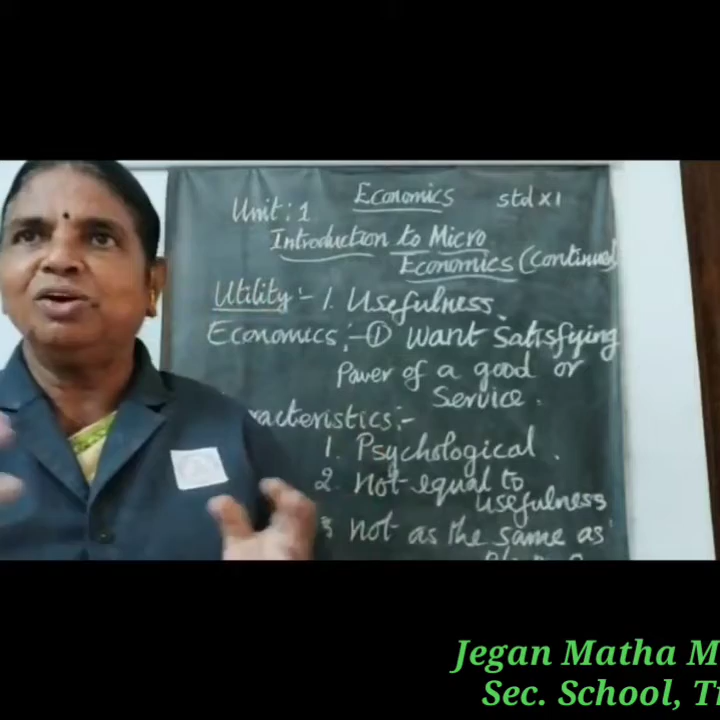 Economics
Unit: 1 std XI
Introduction to Micro
Economics (Continued)
Utility :- 1. Usefulness.
Economics :- ① Want Satisfying
Power of a good or
Service.
racteristics :-
1. Psychological.
2. not equal to
usefulness
3 not as the same as
Jegan Matha M
Sec. School, T